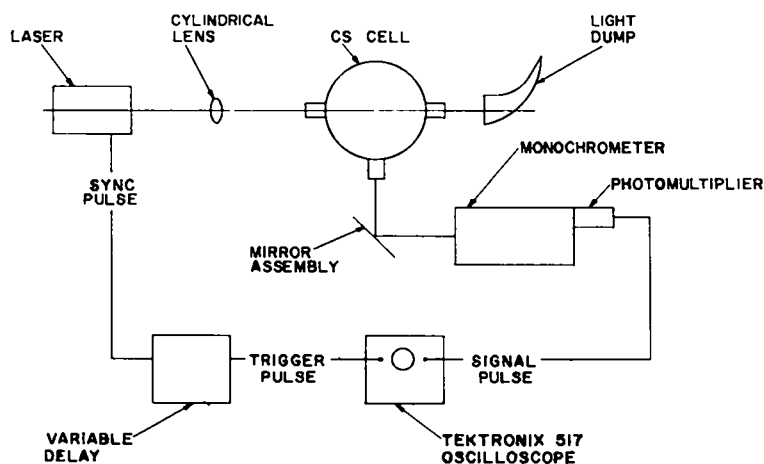 LASER
CYLINDRICAL
LENS
CS CELL
LIGHT
DUMP
MONOCHROMETER
PHOTOMULTIPLIER
SYNC
PULSE
MIRROR
ASSEMBLY
TRIGGER
PULSE
SIGNAL
PULSE
VARIABLE
DELAY
TEKTRONIX 517
OSCILLOSCOPE